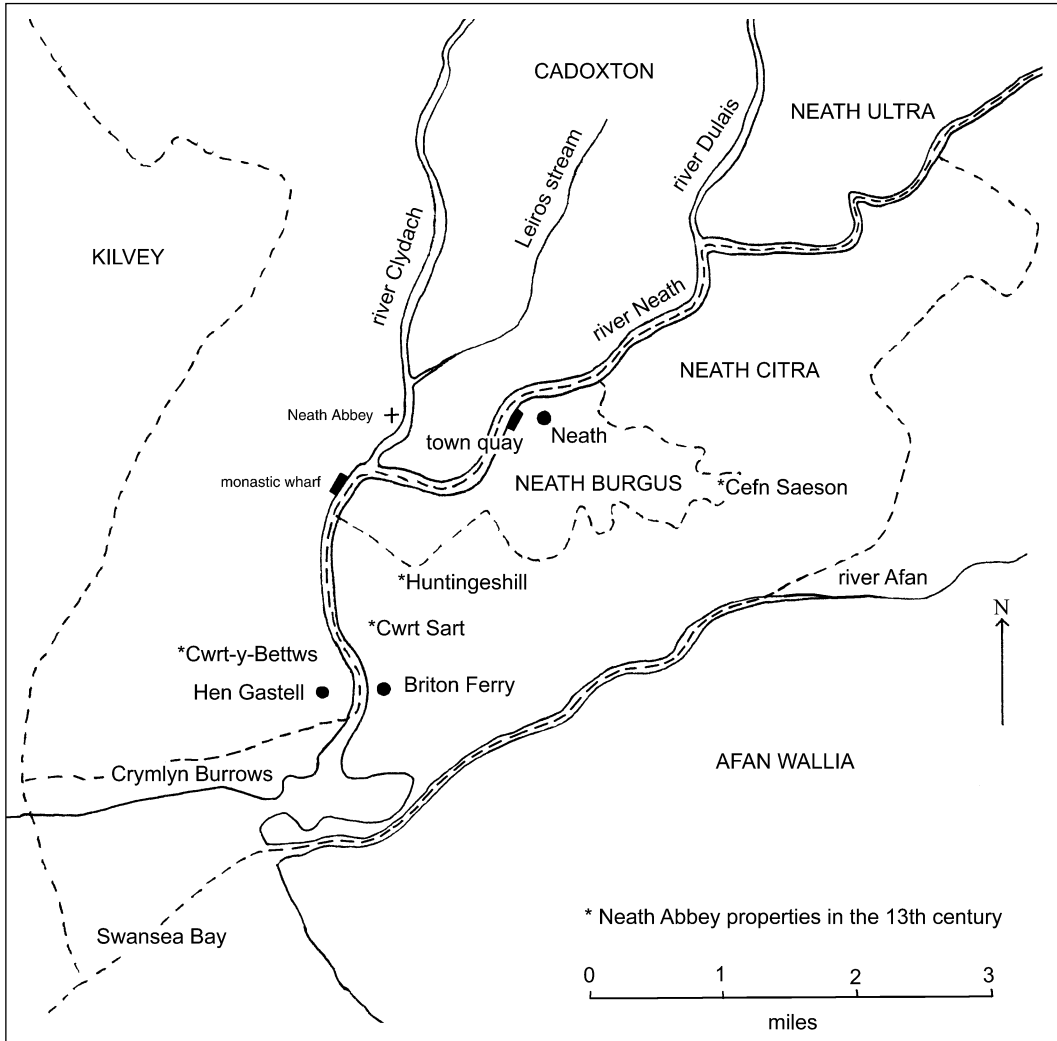 CADOXTON
NEATH ULTRA
river Dulais
Leiros stream
KILVEY
river Clydach
river Neath
NEATH CITRA
Neath Abbey
town quay
Neath
monastic wharf
NEATH BURGUS
*Cefn Saeson
*Huntingeshill
river Afan
N
*Cwrt Sart
*Cwrt-y-Bettws
Hen Gastell
Briton Ferry
AFAN WALLIA
Crymlyn Burrows
* Neath Abbey properties in the 13th century
Swansea Bay
0 1 2 3
miles